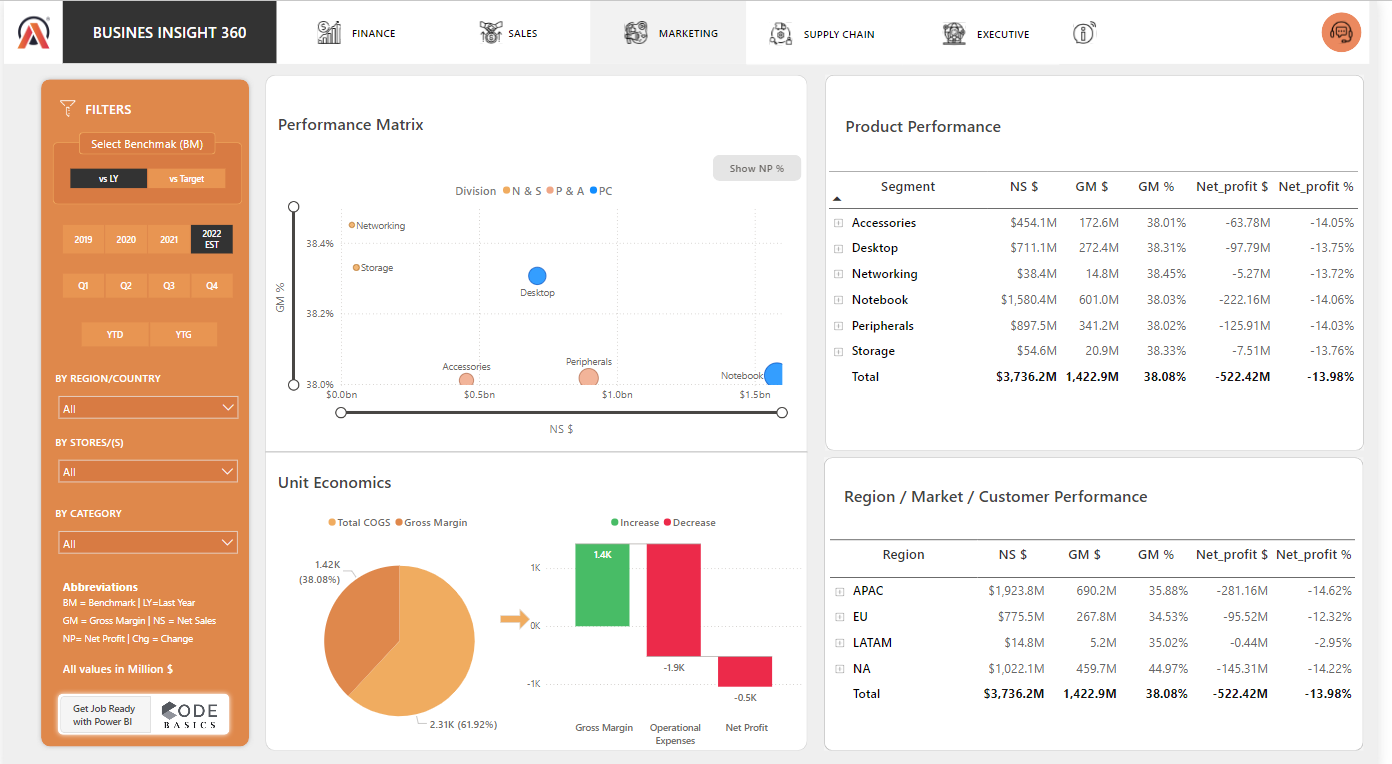 BUSINES INSIGHT 360
FINANCE
SALES
MARKETING
SUPPLY CHAIN
EXECUTIVE
FILTERS
Select Benchmak (BM)
vs LY
vs Target
2019
2020
2021
2022
EST
Q1
Q2
Q3
Q4
YTD
YTG
BY REGION/COUNTRY
All
BY STORES/(S)
All
BY CATEGORY
All
Abbreviations
BM = Benchmark | LY=Last Year
GM = Gross Margin | NS = Net Sales
NP= Net Profit | Chg = Change
All values in Million $
Get Job Ready
with Power BI
CODE
BASICS
Performance Matrix
Show NP %
Division N & S P & A PC
GM %
38.4%
38.2%
38.0%
Networking
Storage
Desktop
Accessories
Peripherals
Notebook
$0.0bn
$0.5bn
$1.0bn
$1.5bn
NS $
Unit Economics
Total COGS Gross Margin
1.42K
(38.08%)
2.31K (61.92%)
Increase Decrease
1K
0K
-1K
1.4K
-1.9K
-0.5K
Gross Margin
Operational
Expenses
Net Profit
Product Performance
Segment NS $ GM $ GM % Net_profit $ Net_profit %
Accessories $454.1M 172.6M 38.01% -63.78M -14.05%
Desktop $711.1M 272.4M 38.31% -97.79M -13.75%
Networking $38.4M 14.8M 38.45% -5.27M -13.72%
Notebook $1,580.4M 601.0M 38.03% -222.16M -14.06%
Peripherals $897.5M 341.2M 38.02% -125.91M -14.03%
Storage $54.6M 20.9M 38.33% -7.51M -13.76%
Total $3,736.2M 1,422.9M 38.08% -522.42M -13.98%
Region / Market / Customer Performance
Region NS $ GM $ GM % Net_profit $ Net_profit %
APAC $1,923.8M 690.2M 35.88% -281.16M -14.62%
EU $775.5M 267.8M 34.53% -95.52M -12.32%
LATAM $14.8M 5.2M 35.02% -0.44M -2.95%
NA $1,022.1M 459.7M 44.97% -145.31M -14.22%
Total $3,736.2M 1,422.9M 38.08% -522.42M -13.98%